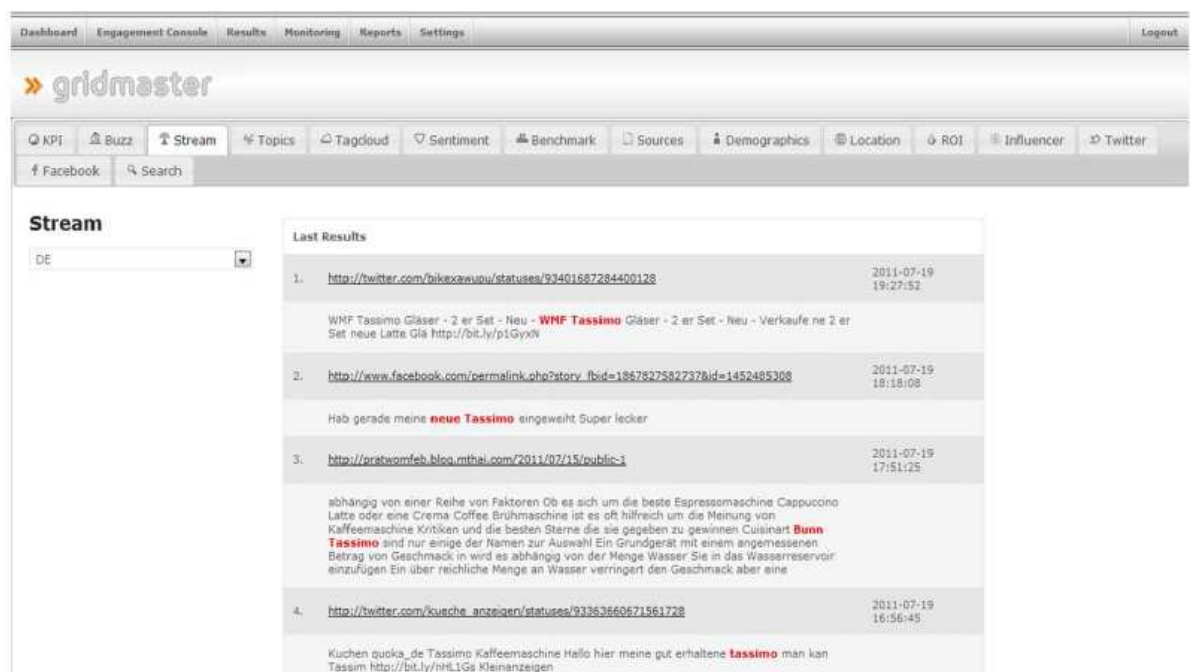 Dashboard Engagement Console Results Monitoring Reports Settings Logout
» gridmaster
KPI Buzz Stream Topics Tagcloud Sentiment Benchmark Sources Demographics Location ROI Influencer Twitter
Facebook Search
Stream
DE
Last Results
1. http://twitter.com/bikexawupu/statuses/93401687284400128 2011-07-19
19:27:52
WMF Tassimo Gläser - 2 er Set - Neu - WMF Tassimo Gläser - 2 er Set - Neu - Verkaufe ne 2 er
Set neue Latte Glä http://bit.ly/p1GyxN
2. http://www.facebook.com/permalink.php?story_fbid=1867827582737&id=1452485308 2011-07-19
18:18:08
Hab gerade meine neue Tassimo eingeweiht Super lecker
3. http://pratwomfeb.blog.mthai.com/2011/07/15/public-1 2011-07-19
17:51:25
abhängig von einer Reihe von Faktoren Ob es sich um die beste Espressomaschine Cappuccino
Latte oder eine Crema Coffee Brühmaschine ist es oft hilfreich um die Meinung von
Kaffeemaschine Kritiken und die besten Sterne die sie gegeben zu gewinnen Cuisinart Bunn
Tassimo sind nur einige der Namen zur Auswahl Ein Grundgerät mit einem angemessenen
Betrag von Geschmack in wird es abhängig von der Menge Wasser Sie in das Wasserreservoir
einzufügen Ein über reichliche Menge an Wasser verringert den Geschmack aber eine
4. http://twitter.com/kueche_anzeigen/statuses/93363660671561728 2011-07-19
16:56:45
Kuchen quoka_de Tassimo Kaffeemaschine Hallo hier meine gut erhaltene tassimo man kan
Tassim http://bit.ly/nHL1Gs Kleinanzeigen